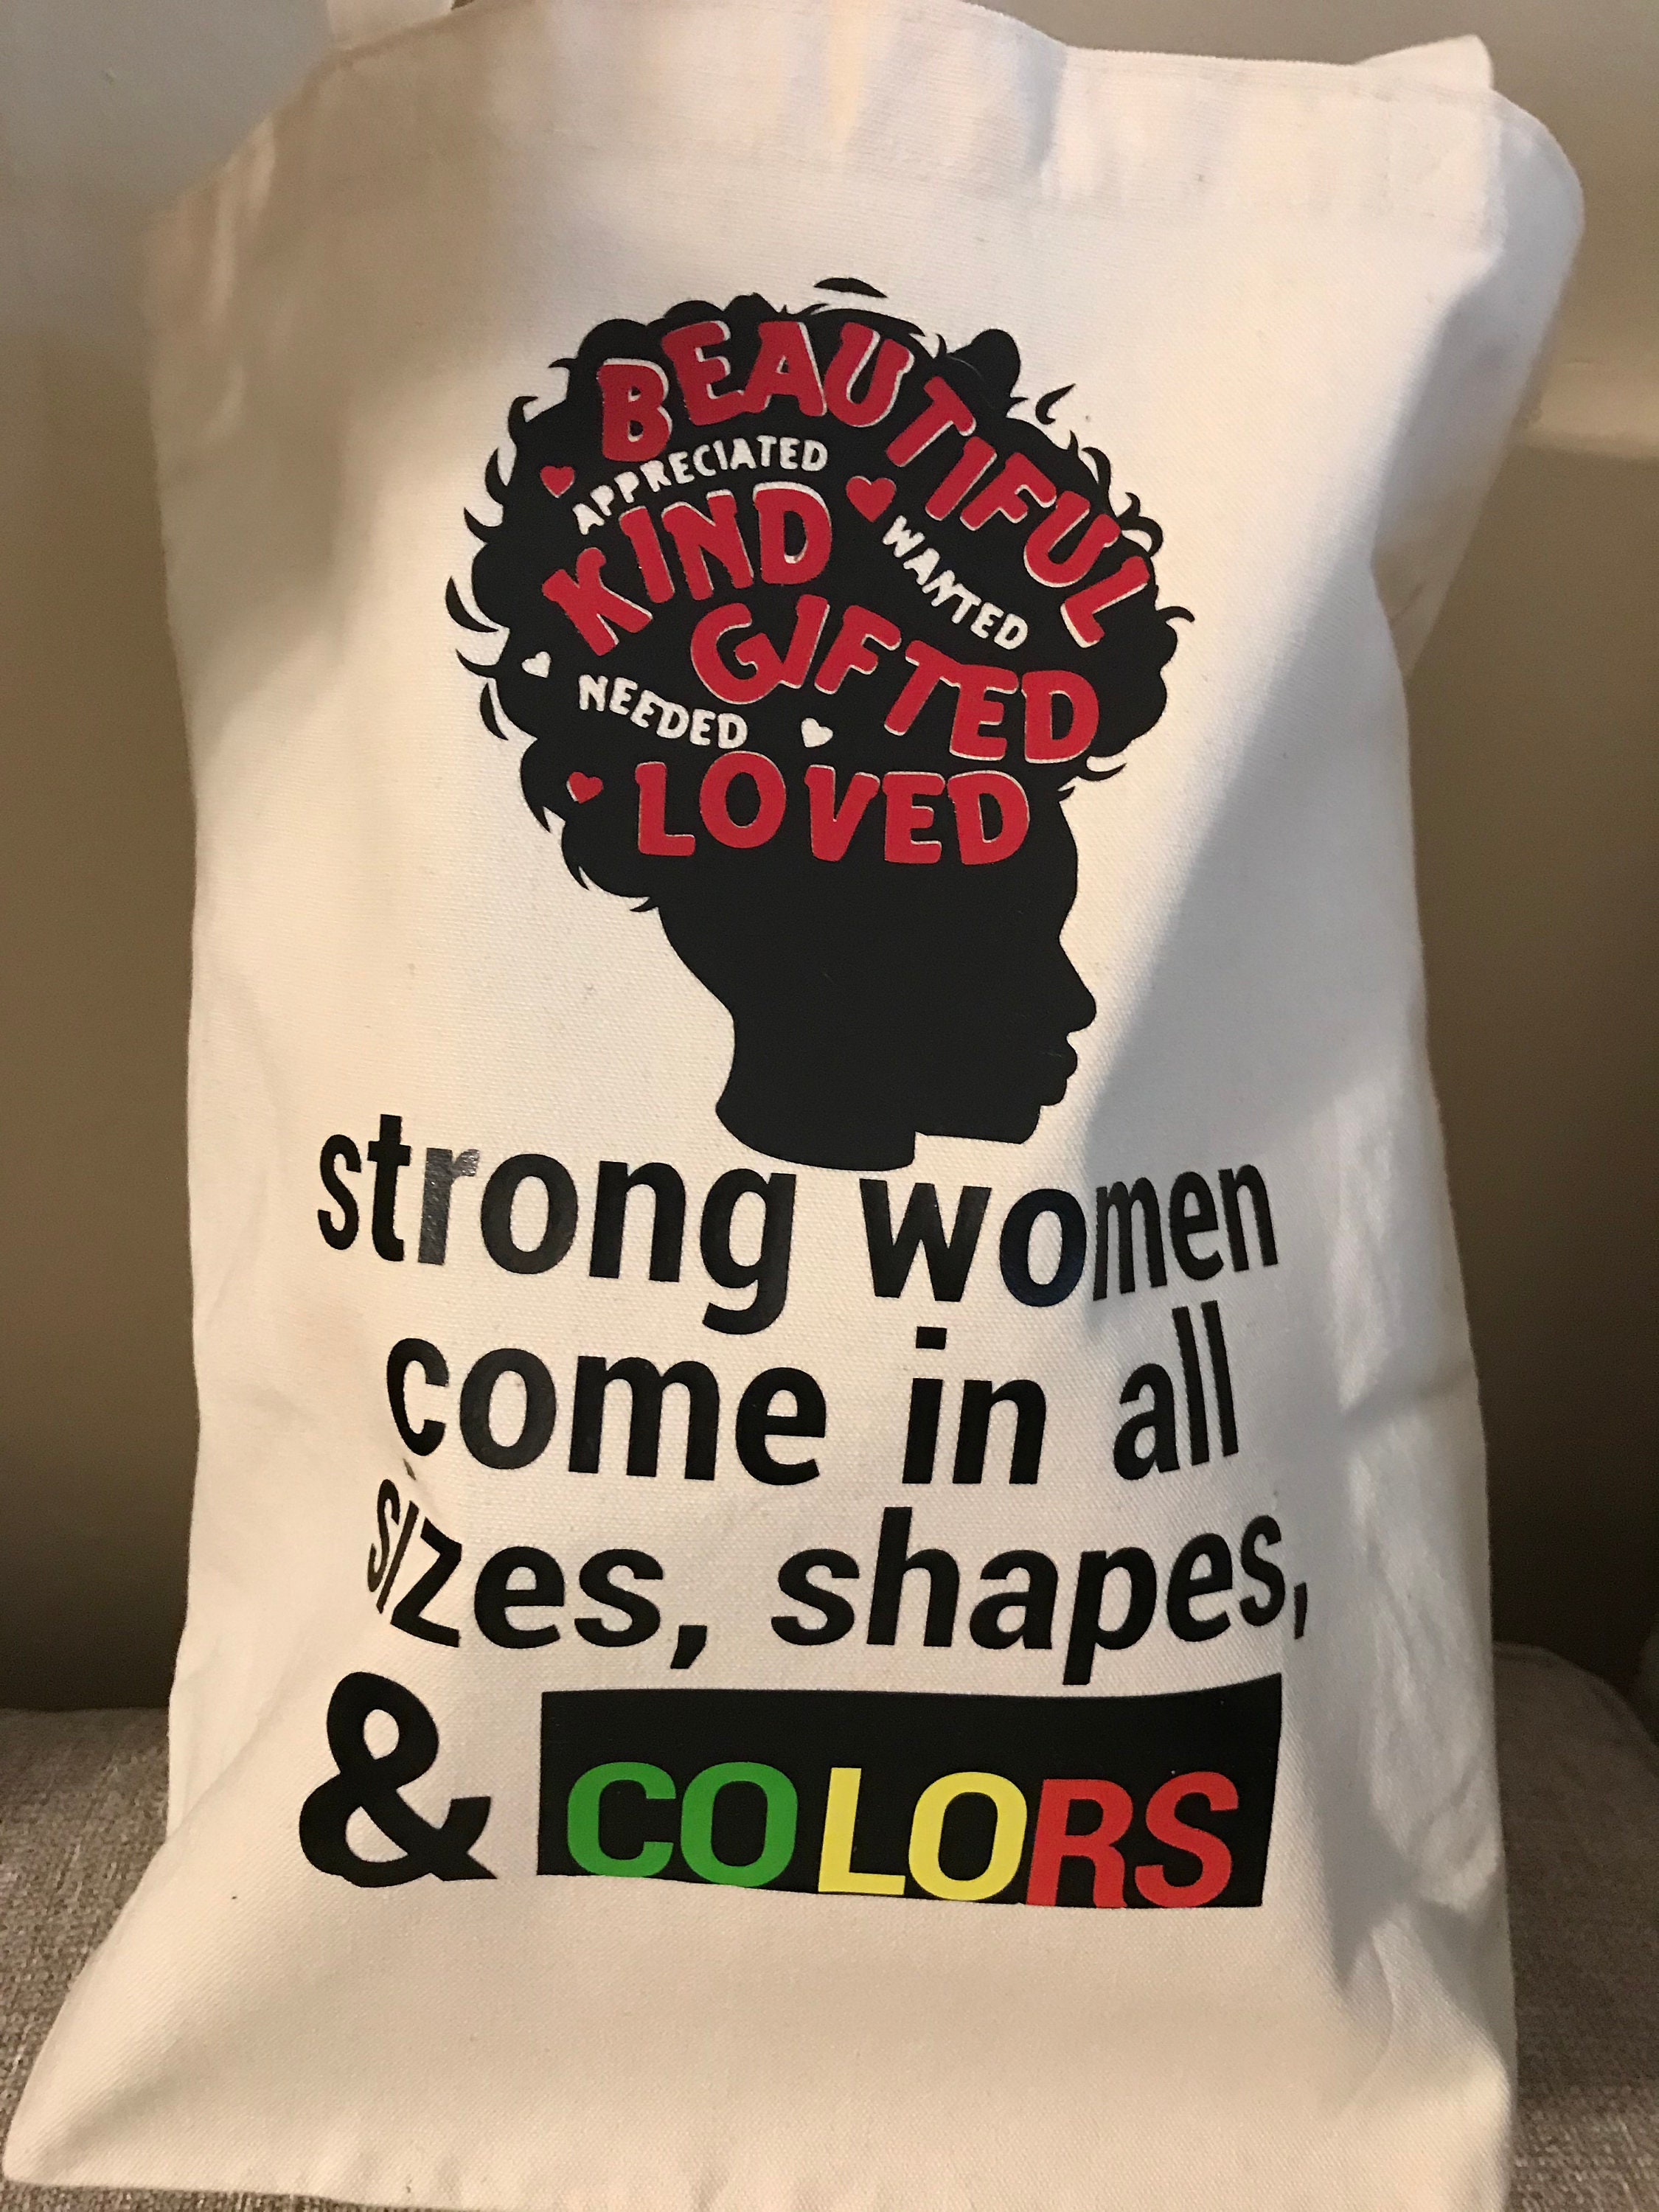 BEAUTIFUL
APPRECIATED
KIND
WANTED
GIFTED
NEEDED
LOVED
strong women
come in all
sizes, shapes,
& COLORS